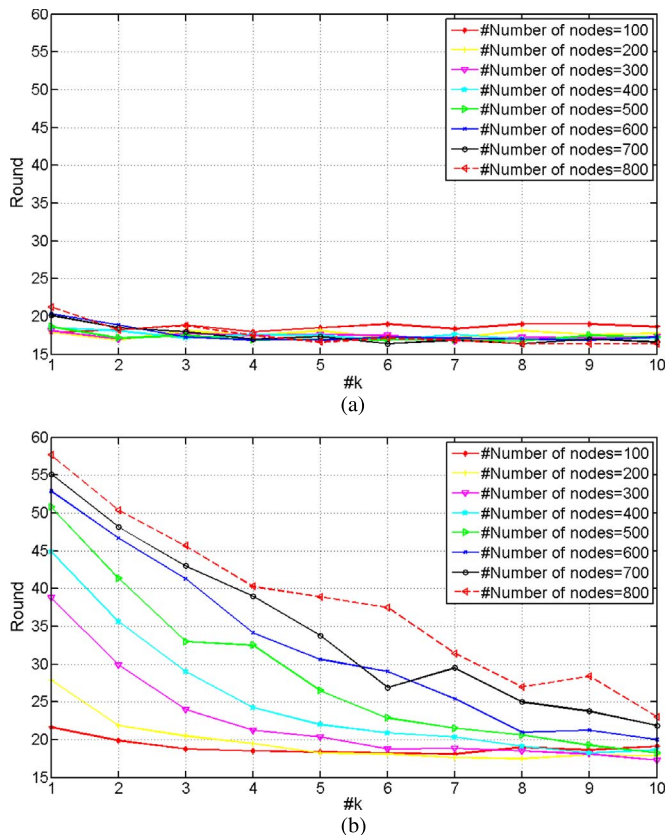 60
55
50
45
40
35
30
25
20
15
Round
#Number of nodes=100
#Number of nodes=200
#Number of nodes=300
#Number of nodes=400
#Number of nodes=500
#Number of nodes=600
#Number of nodes=700
#Number of nodes=800
1 2 3 4 5 6 7 8 9 10
#k
(a)
60
55
50
45
40
35
30
25
20
15
Round
#Number of nodes=100
#Number of nodes=200
#Number of nodes=300
#Number of nodes=400
#Number of nodes=500
#Number of nodes=600
#Number of nodes=700
#Number of nodes=800
1 2 3 4 5 6 7 8 9 10
#k
(b)